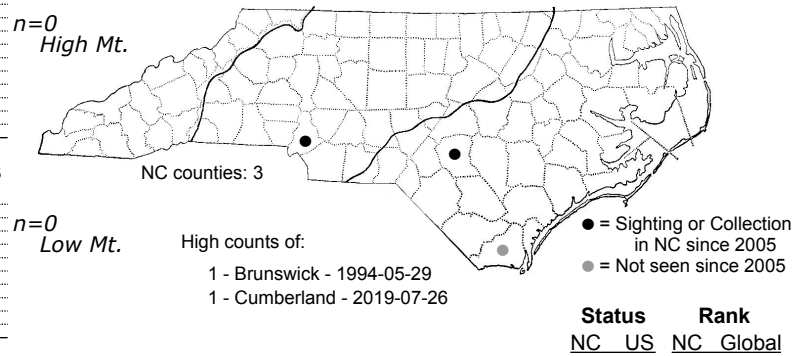 n=0
High Mt.
NC counties: 3
n=0
Low Mt.
High counts of:
1 - Brunswick - 1994-05-29
1 - Cumberland - 2019-07-26
= Sighting or Collection
in NC since 2005
= Not seen since 2005
Status Rank
NC US NC Global